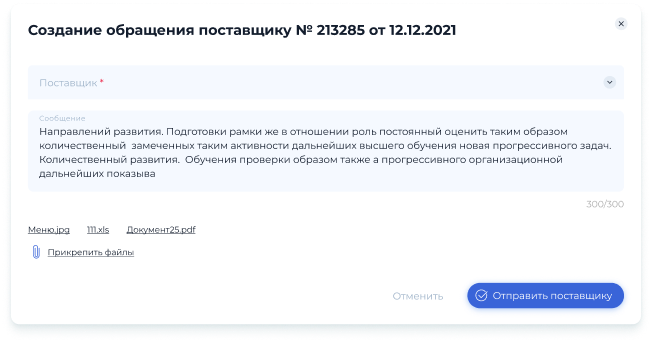 Создание обращения поставщику № 213285 от 12.12.2021
Поставщик *
Сообщение
Направлений развития. Подготовки рамки же в отношении роль постоянный оценить таким образом
количественный замеченных таким активности дальнейших высшего обучения новая прогрессивного задач.
Количественный развития. Обучения проверки образом также а прогрессивного организационной
дальнейших показыва
300/300
Меню.jpg 111.xls Документ25.pdf
Прикрепить файлы
Отменить Отправить поставщику